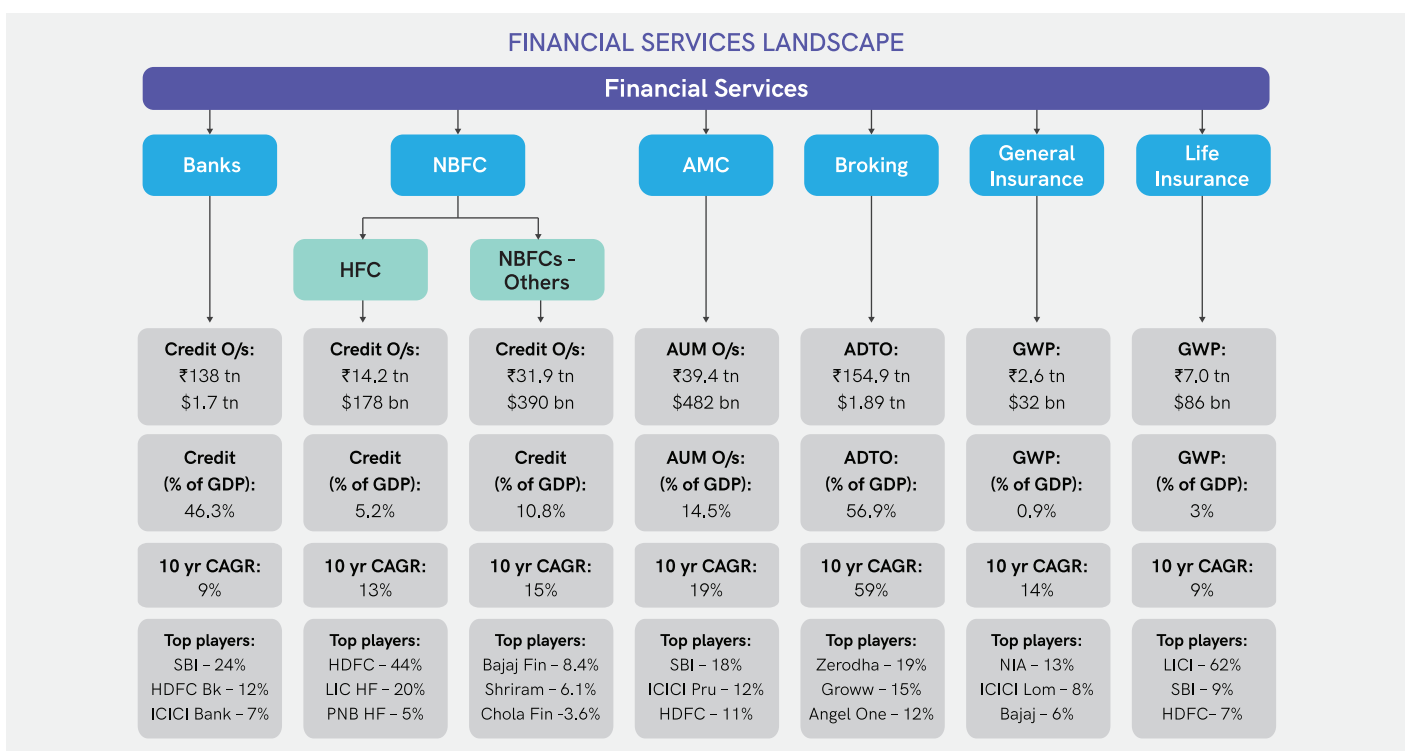 FINANCIAL SERVICES LANDSCAPE
Financial Services
Banks
NBFC
AMC
Broking
General
Insurance
Life
Insurance
HFC
NBFCs -
Others
Credit O/s:
₹138 tn
$1.7 tn
Credit O/s:
₹14.2 tn
$178 bn
Credit O/s:
₹31.9 tn
$390 bn
AUM O/s:
₹39.4 tn
$482 bn
ADTO:
₹154.9 tn
$1.89 tn
GWP:
₹2.6 tn
$32 bn
GWP:
₹7.0 tn
$86 bn
Credit
(% of GDP):
46.3%
Credit
(% of GDP):
5.2%
Credit
(% of GDP):
10.8%
AUM O/s:
(% of GDP):
14.5%
ADTO:
(% of GDP):
56.9%
GWP:
(% of GDP):
0.9%
GWP:
(% of GDP):
3%
10 yr CAGR:
9%
10 yr CAGR:
13%
10 yr CAGR:
15%
10 yr CAGR:
19%
10 yr CAGR:
59%
10 yr CAGR:
14%
10 yr CAGR:
9%
Top players:
SBI – 24%
HDFC Bk – 12%
ICICI Bank – 7%
Top players:
HDFC – 44%
LIC HF – 20%
PNB HF – 5%
Top players:
Bajaj Fin – 8.4%
Shriram – 6.1%
Chola Fin -3.6%
Top players:
SBI – 18%
ICICI Pru – 12%
HDFC – 11%
Top players:
Zerodha – 19%
Groww – 15%
Angel One – 12%
Top players:
NIA – 13%
ICICI Lom – 8%
Bajaj – 6%
Top players:
LICI – 62%
SBI – 9%
HDFC– 7%